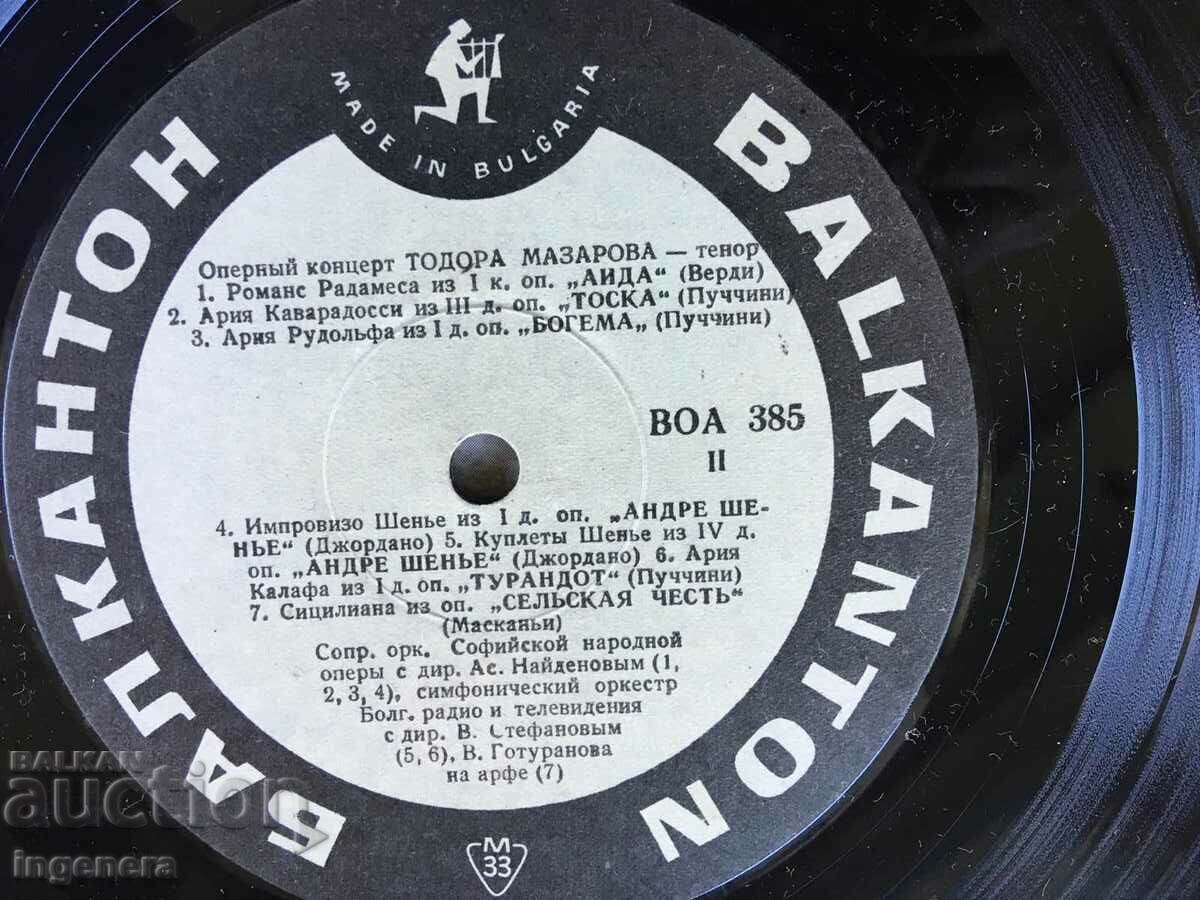 MADE IN BULGARIA
БАЛКАНТОН
BALKANTON
Оперный концерт ТОДОРА МАЗАРОВА — тенор
1. Романс Радамеса из I к. оп. „АИДА“ (Верди)
2. Ария Каварадосси из III д. оп. „ТОСКА“ (Пуччини)
3. Ария Рудольфа из I д. оп. „БОГЕМА„ (Пуччини)
ВОА 385
II
4. Импровизо Шенье из I д. оп. „АНДРЕ ШЕ-
НЬЕ“ (Джордано) 5. Куплеты Шенье из IV д.
оп. „АНДРЕ ШЕНЬЕ“ (Джордано) 6. Ария
Калафа из I д. оп. „ТУРАНДОТ“ (Пуччини)
7. Сицилиана из оп. „СЕЛЬСКАЯ ЧЕСТЬ“
(Масканьи)
Сопр. орк. Софийской народной
оперы с дир. Ас. Найденовым (1,
2, 3, 4), симфонический оркестр
Болг. радио и телевидения
с дир. В. Стефановым
(5, 6), В. Готуранова
на арфе (7)
М
33
BALKAN
auction
ingenera